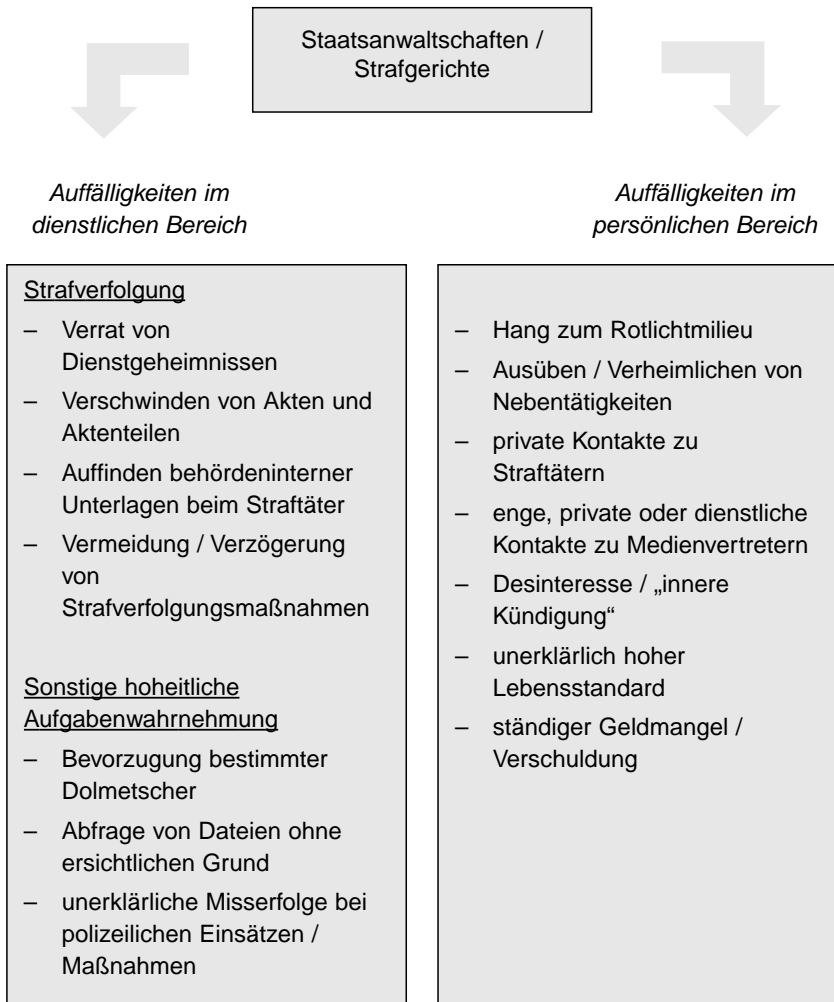 Staatsanwaltschaften /
Strafgerichte
Auffälligkeiten im
dienstlichen Bereich
Auffälligkeiten im
persönlichen Bereich
Strafverfolgung
– Verrat von
Dienstgeheimnissen
– Verschwinden von Akten und
Aktenteilen
– Auffinden behördeninterner
Unterlagen beim Straftäter
– Vermeidung / Verzögerung
von
Strafverfolgungsmaßnahmen
Sonstige hoheitliche
Aufgabenwahrnehmung
– Bevorzugung bestimmter
Dolmetscher
– Abfrage von Dateien ohne
ersichtlichen Grund
– unerklärliche Misserfolge bei
polizeilichen Einsätzen /
Maßnahmen
– Hang zum Rotlichtmilieu
– Ausüben / Verheimlichen von
Nebentätigkeiten
– private Kontakte zu
Straftätern
– enge, private oder dienstliche
Kontakte zu Medienvertretern
– Desinteresse / „innere
Kündigung“
– unerklärlich hoher
Lebensstandard
– ständiger Geldmangel /
Verschuldung